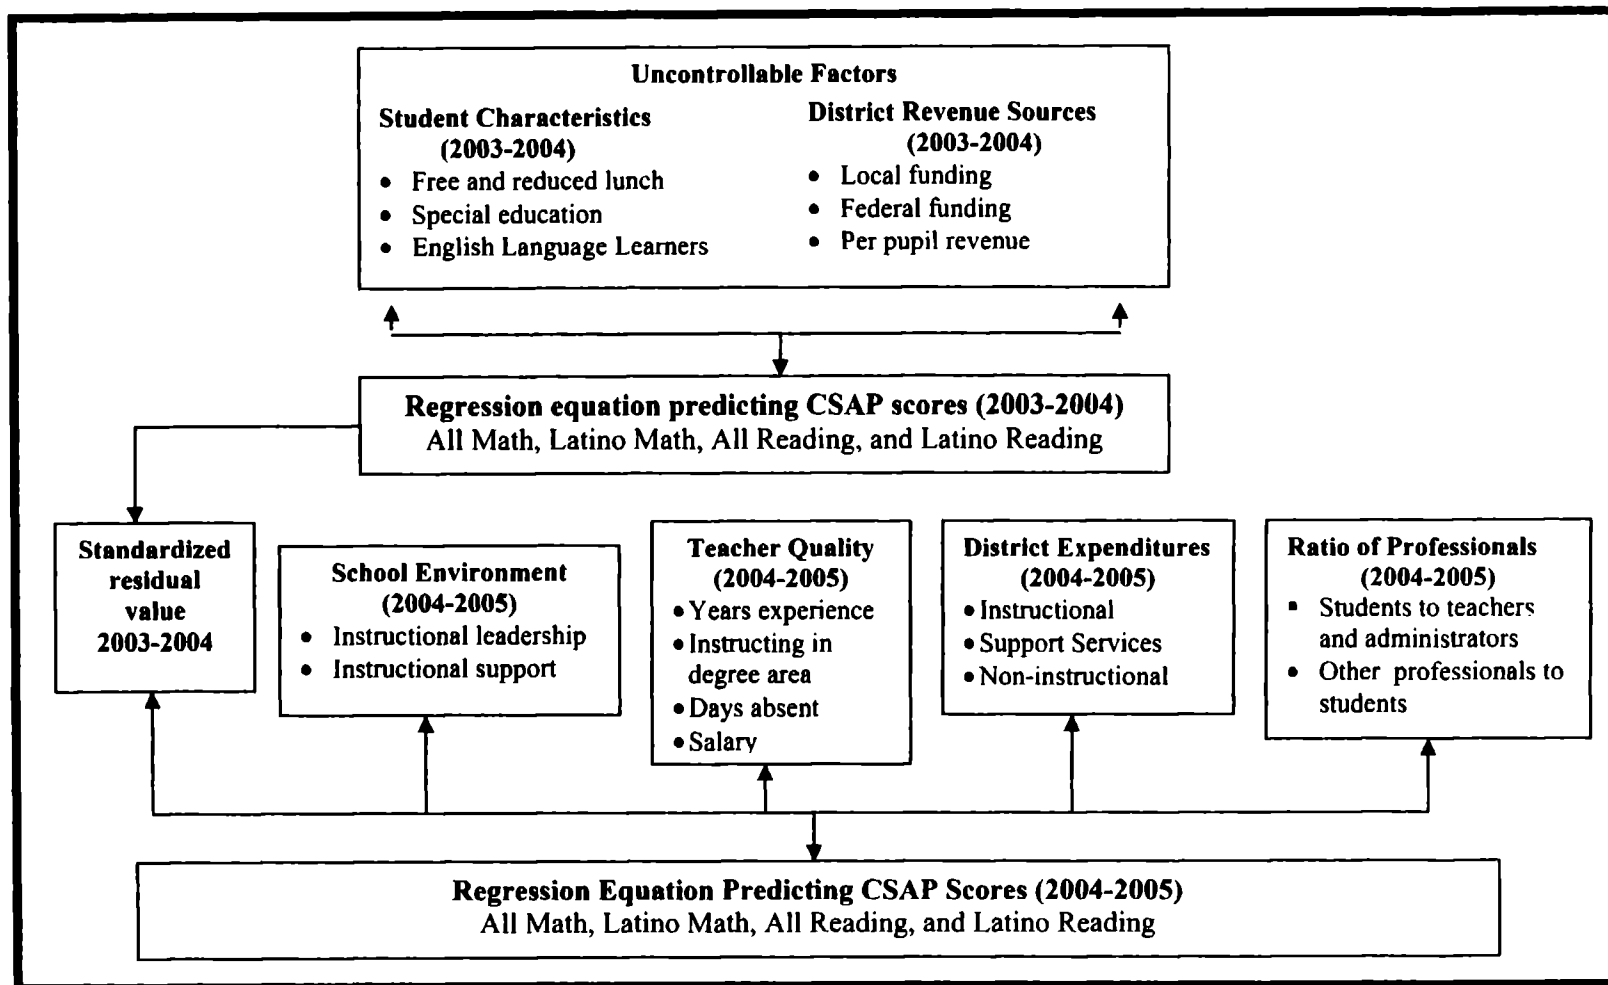 Uncontrollable Factors
Student Characteristics
(2003-2004)
• Free and reduced lunch
• Special education
• English Language Learners
District Revenue Sources
(2003-2004)
• Local funding
• Federal funding
• Per pupil revenue
Regression equation predicting CSAP scores (2003-2004)
All Math, Latino Math, All Reading, and Latino Reading
Standardized
residual
value
2003-2004
School Environment
(2004-2005)
• Instructional leadership
• Instructional support
Teacher Quality
(2004-2005)
• Years experience
• Instructing in
degree area
• Days absent
• Salary
District Expenditures
(2004-2005)
• Instructional
• Support Services
• Non-instructional
Ratio of Professionals
(2004-2005)
▪ Students to teachers
and administrators
• Other professionals to
students
Regression Equation Predicting CSAP Scores (2004-2005)
All Math, Latino Math, All Reading, and Latino Reading